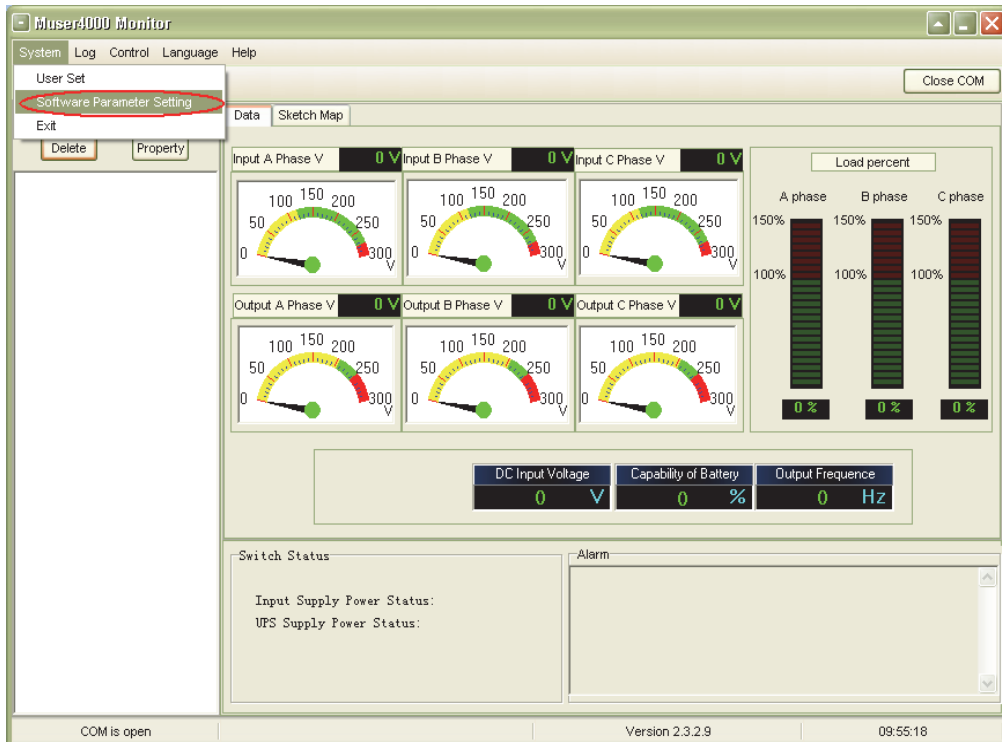 Muser4000 Monitor
System Log Control Language Help
User Set
Software Parameter Setting
Exit
Close COM
Delete Property
Data Sketch Map
Input A Phase V 0 V Input B Phase V 0 V Input C Phase V 0 V
0 50 100 150 200 250 300 V
0 50 100 150 200 250 300 V
0 50 100 150 200 250 300 V
Output A Phase V 0 V Output B Phase V 0 V Output C Phase V 0 V
0 50 100 150 200 250 300 V
0 50 100 150 200 250 300 V
0 50 100 150 200 250 300 V
Load percent
A phase B phase C phase
150% 150% 150%
100% 100% 100%
0 % 0 % 0 %
DC Input Voltage Capability of Battery Output Frequence
0 V 0 % 0 Hz
Switch Status
Input Supply Power Status:
UPS Supply Power Status:
Alarm
COM is open Version 2.3.2.9 09:55:18